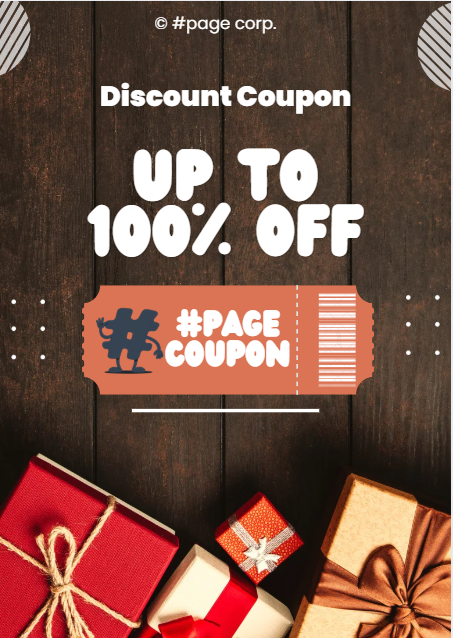 © #page corp.
Discount Coupon
UP TO
100% OFF
#PAGE
COUPON